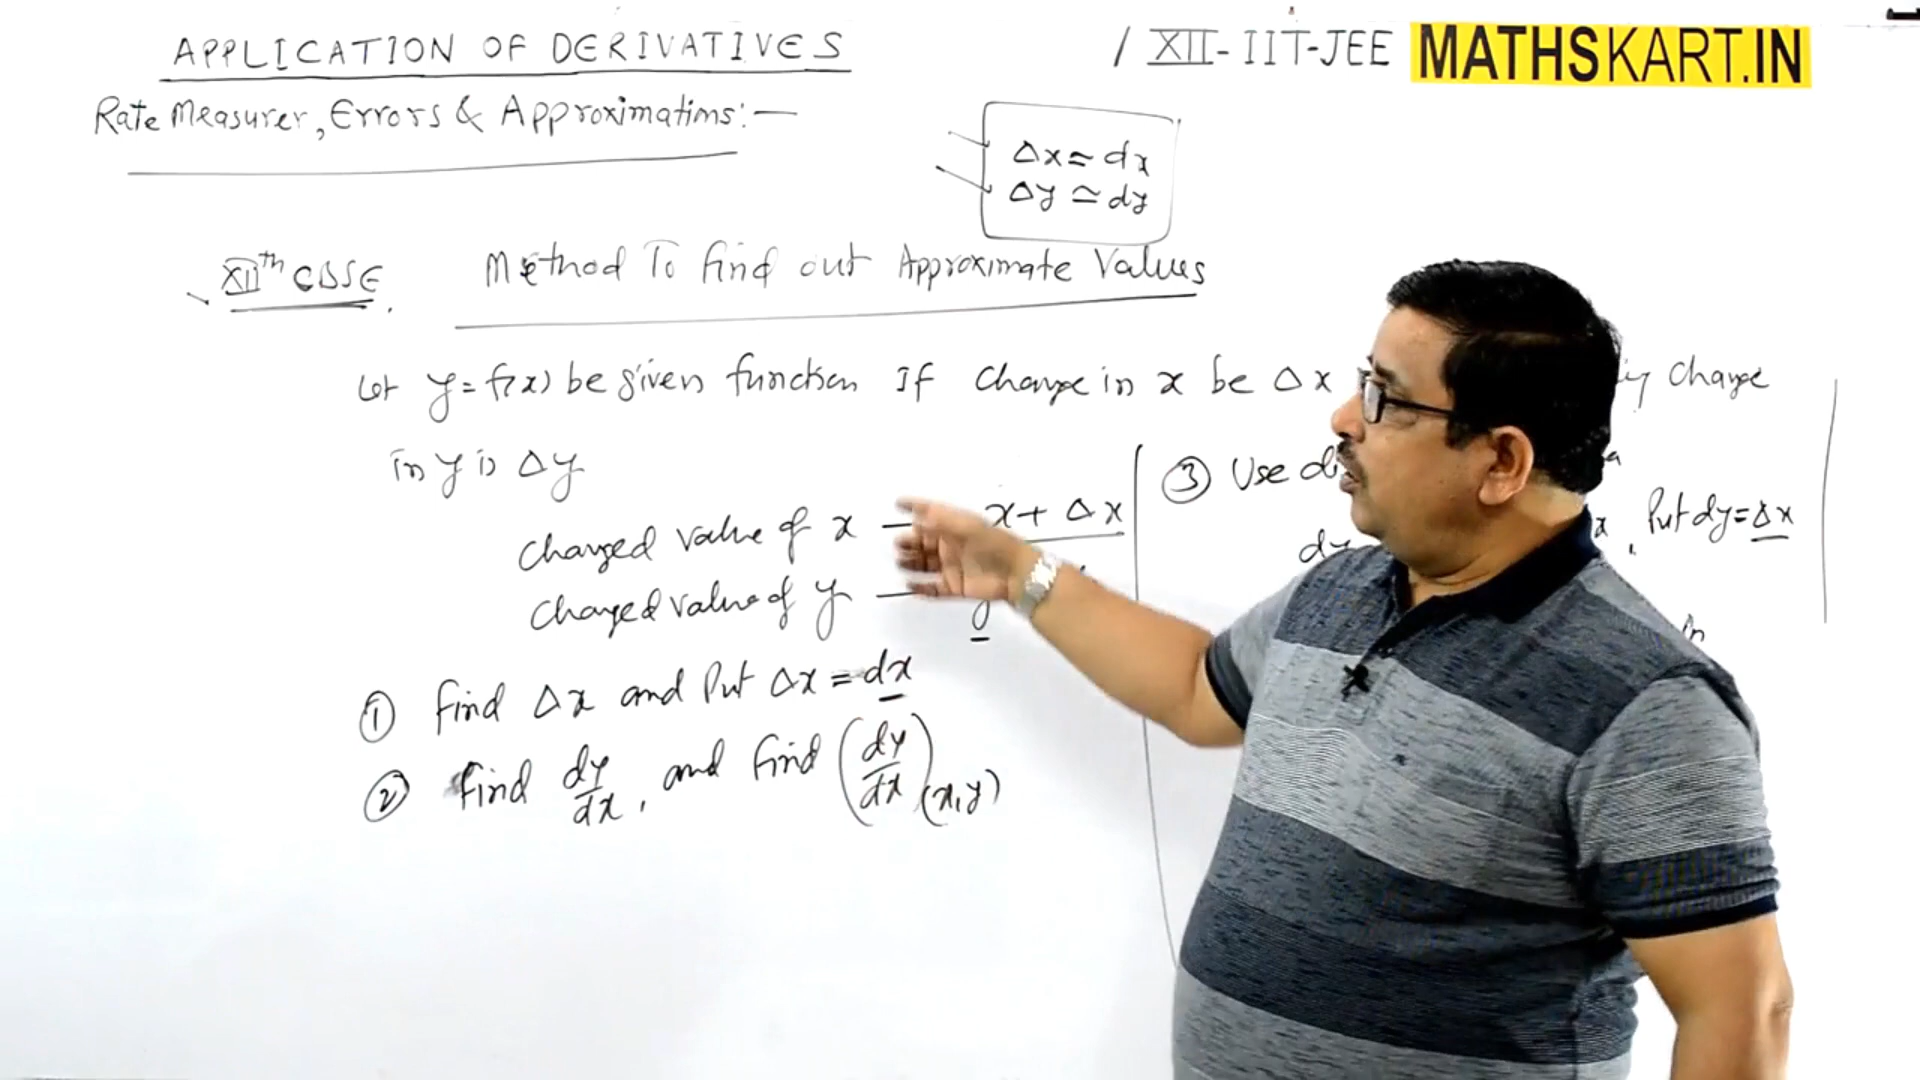 APPLICATION OF DERIVATIVES
/ XII-IIT-JEE MATHSKART.IN
Rate Measurer, Errors & Approximations:—
Δx = dx
Δy ≃ dy
XIIth CBSE.
Method To find out Approximate Values
Let y = f(x) be given function If Change in x be Δx
Change
in y is Δy
Changed value of x — x + Δx
Changed value of y — y
① Find Δx and Put Δx = dx
② Find dy/dx, and find (dy/dx)(x,y)
③ Use
dy
x, Put dy = Δx
in